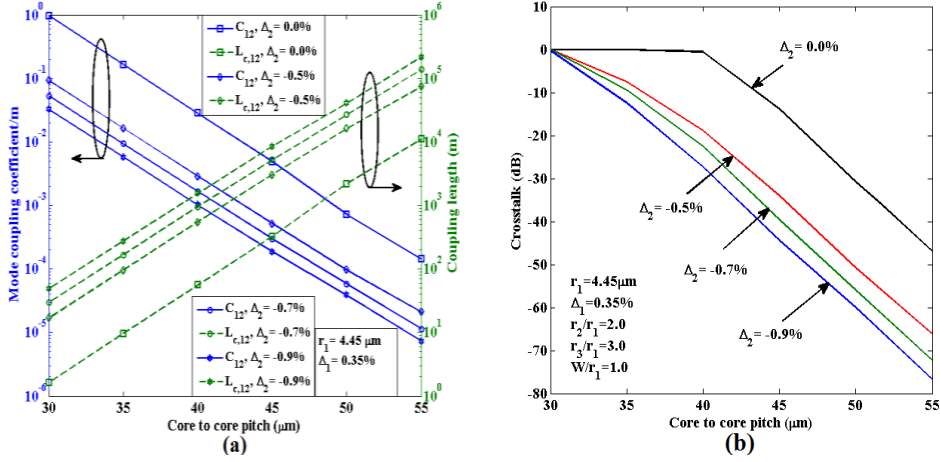 (a)
Mode coupling coefficient/m
10⁰
10⁻¹
10⁻²
10⁻³
10⁻⁴
10⁻⁵
10⁻⁶
C₁₂, Δ₂= 0.0%
L꜀,₁₂, Δ₂= 0.0%
C₁₂, Δ₂= -0.5%
L꜀,₁₂, Δ₂= -0.5%
C₁₂, Δ₂= -0.7%
L꜀,₁₂, Δ₂= -0.7%
C₁₂, Δ₂= -0.9%
L꜀,₁₂, Δ₂= -0.9%
r₁= 4.45 μm
Δ₁= 0.35%
10⁶
10⁵
10⁴
10³
10²
10¹
10⁰
Coupling length (m)
30 35 40 45 50 55
Core to core pitch (μm)
(a)
Crosstalk (dB)
10
0
-10
-20
-30
-40
-50
-60
-70
-80
Δ₂= 0.0%
Δ₂= -0.5%
Δ₂= -0.7%
Δ₂= -0.9%
r₁=4.45μm
Δ₁=0.35%
r₂/r₁=2.0
r₃/r₁=3.0
W/r₁=1.0
30 35 40 45 50 55
Core to core pitch (μm)
(b)